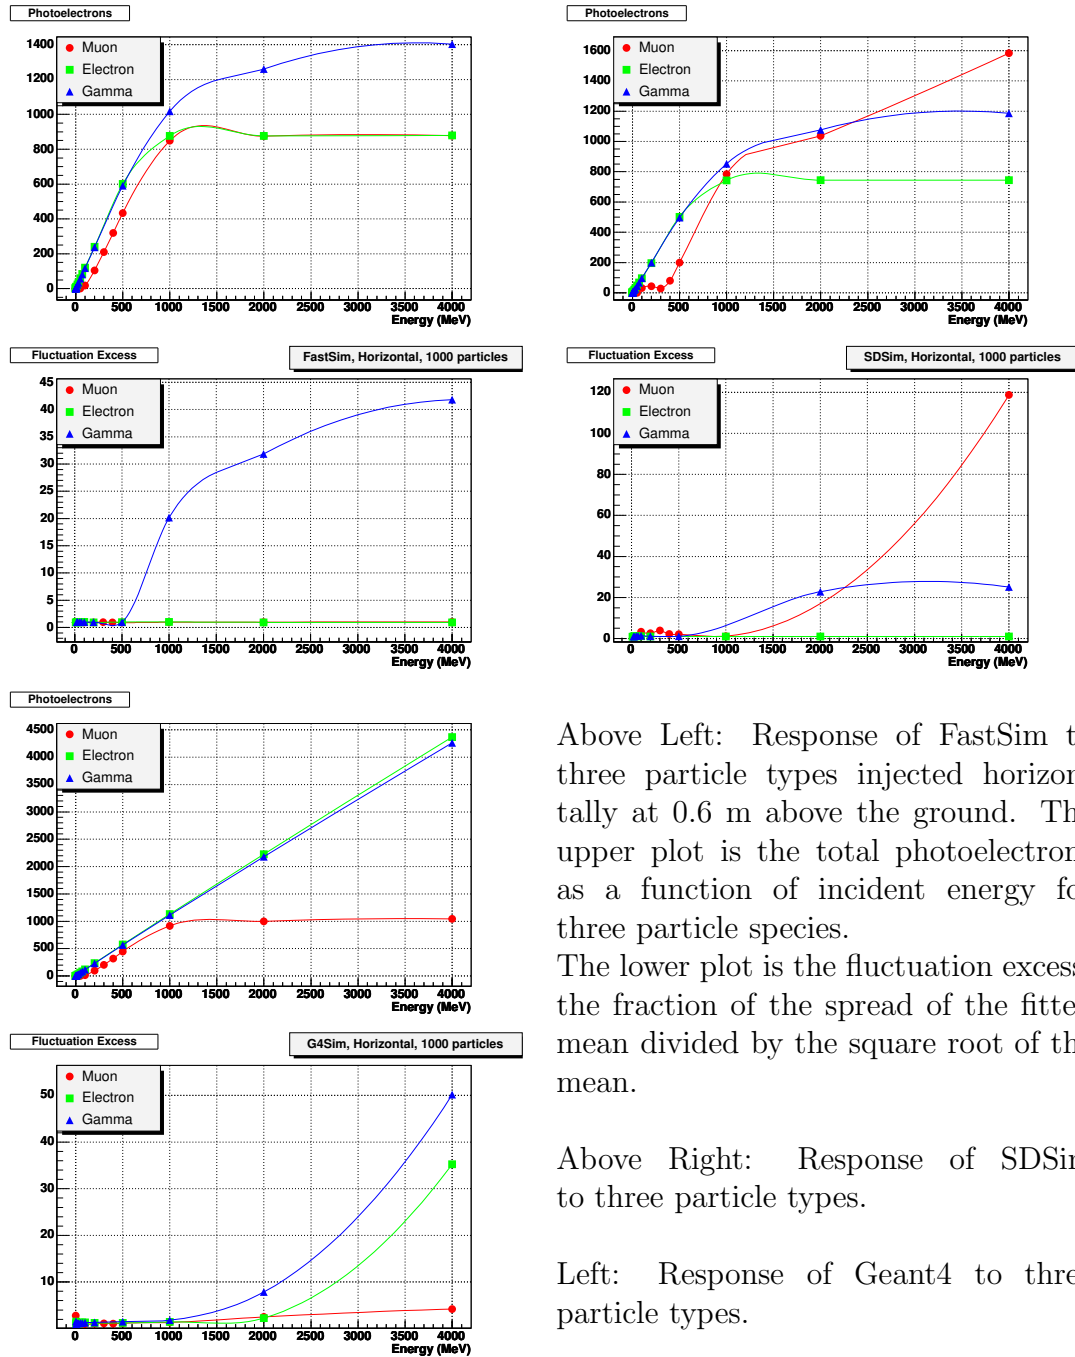 Photoelectrons
Muon
Electron
Gamma
1400
1200
1000
800
600
400
200
0
0 500 1000 1500 2000 2500 3000 3500 4000
Energy (MeV)
Photoelectrons
Muon
Electron
Gamma
1600
1400
1200
1000
800
600
400
200
0
0 500 1000 1500 2000 2500 3000 3500 4000
Energy (MeV)
Fluctuation Excess
FastSim, Horizontal, 1000 particles
Muon
Electron
Gamma
45
40
35
30
25
20
15
10
5
0
0 500 1000 1500 2000 2500 3000 3500 4000
Energy (MeV)
Fluctuation Excess
SDSim, Horizontal, 1000 particles
Muon
Electron
Gamma
120
100
80
60
40
20
0
0 500 1000 1500 2000 2500 3000 3500 4000
Energy (MeV)
Photoelectrons
Muon
Electron
Gamma
4500
4000
3500
3000
2500
2000
1500
1000
500
0
0 500 1000 1500 2000 2500 3000 3500 4000
Energy (MeV)
Fluctuation Excess
G4Sim, Horizontal, 1000 particles
Muon
Electron
Gamma
50
40
30
20
10
0 500 1000 1500 2000 2500 3000 3500 4000
Energy (MeV)
Above Left: Response of FastSim t
three particle types injected horizon
tally at 0.6 m above the ground. Th
upper plot is the total photoelectron
as a function of incident energy fo
three particle species.
The lower plot is the fluctuation excess
the fraction of the spread of the fitte
mean divided by the square root of th
mean.
Above Right: Response of SDSim
to three particle types.
Left: Response of Geant4 to thre
particle types.